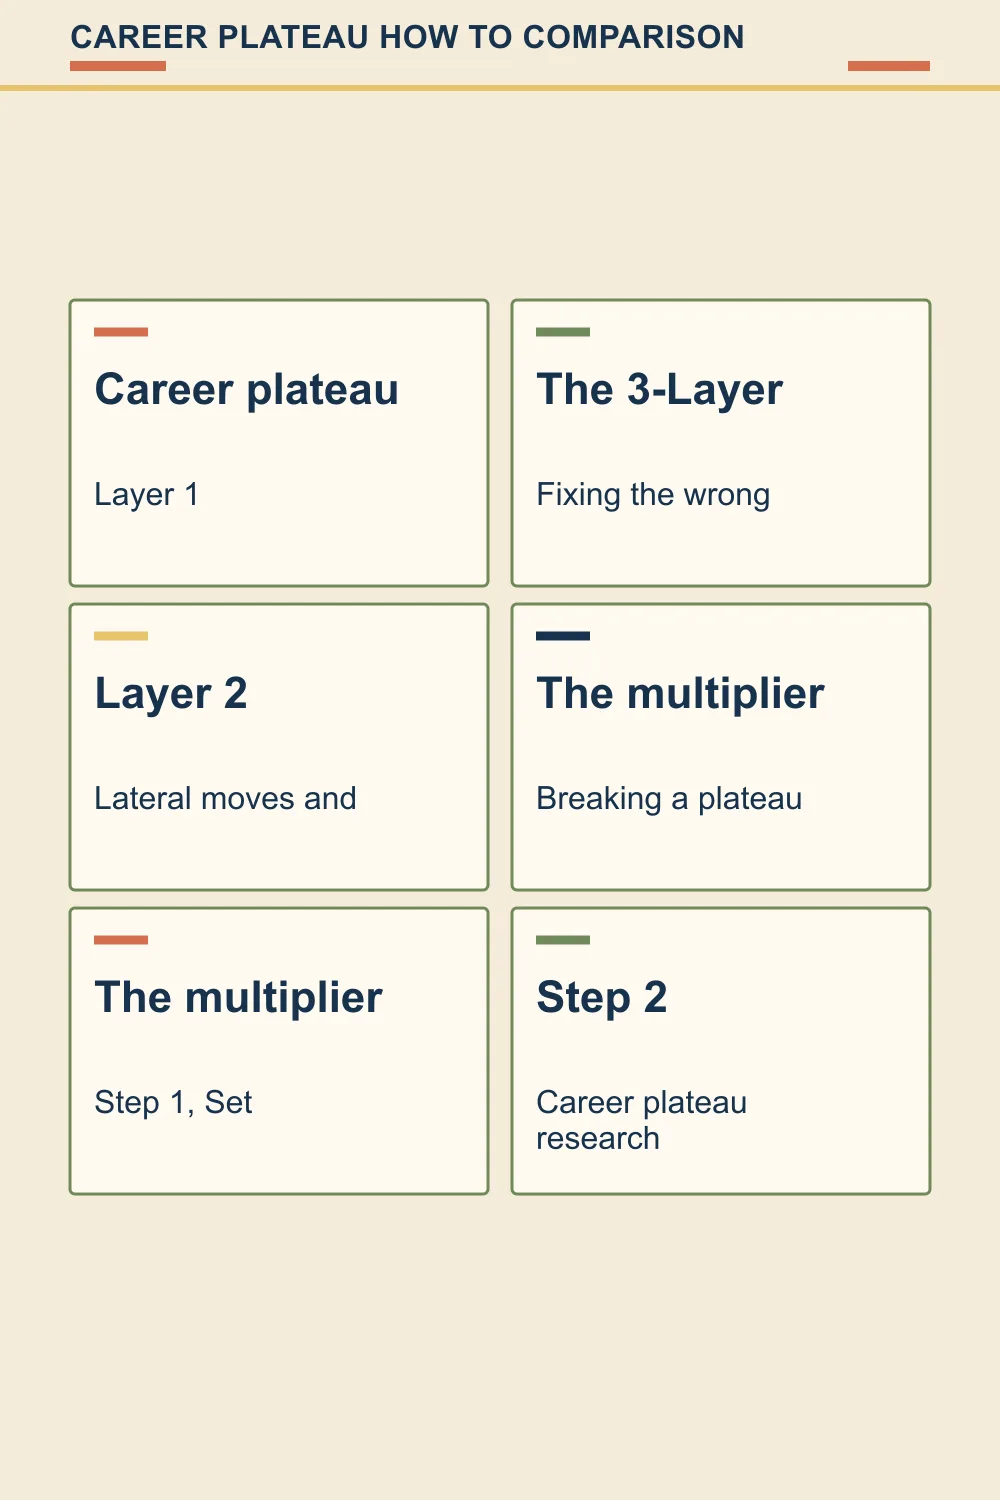 CAREER PLATEAU HOW TO COMPARISON
Career plateau
Layer 1
The 3-Layer
Fixing the wrong
Layer 2
Lateral moves and
The multiplier
Breaking a plateau
The multiplier
Step 1, Set
Step 2
Career plateau
research